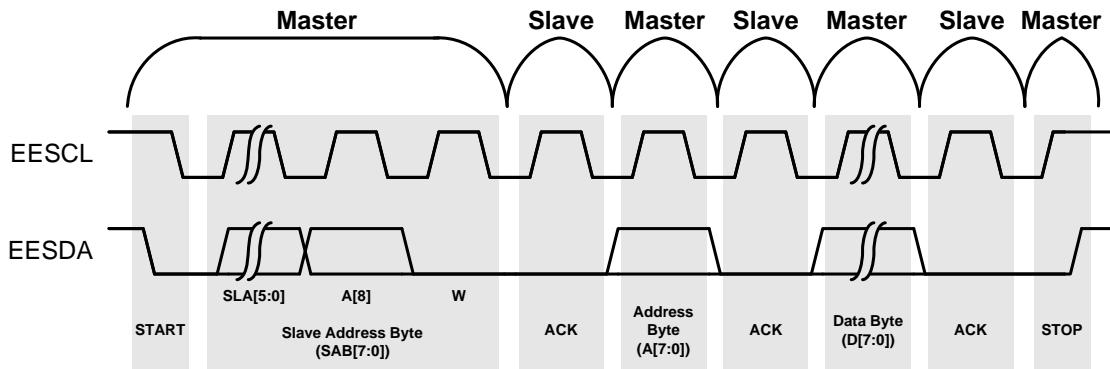 Master Slave Master Slave Master Slave Master
EESCL
EESDA
SLA[5:0] A[8] W
START
Slave Address Byte
(SAB[7:0])
ACK
Address
Byte
(A[7:0])
ACK
Data Byte
(D[7:0])
ACK
STOP